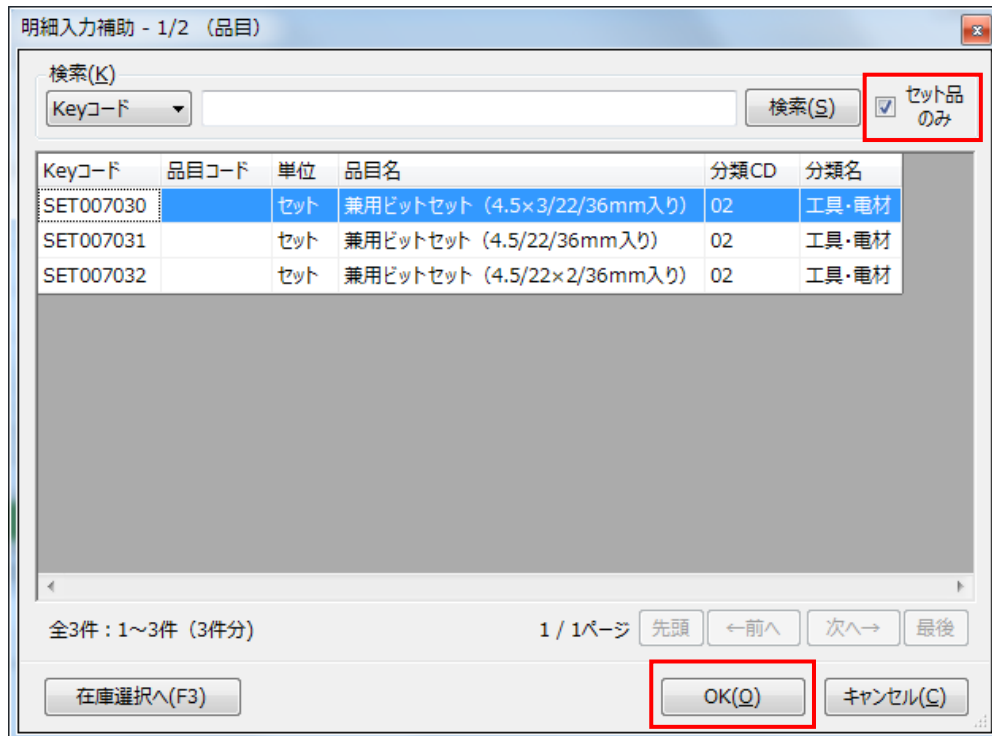 明細入力補助 - 1/2 （品目）
検索(K)
Keyコード 検索(S) セット品
のみ
Keyコード 品目コード 単位 品目名 分類CD 分類名
SET007030 セット 兼用ビットセット（4.5×3/22/36mm入り） 02 工具・電材
SET007031 セット 兼用ビットセット（4.5/22/36mm入り） 02 工具・電材
SET007032 セット 兼用ビットセット（4.5/22×2/36mm入り） 02 工具・電材
全3件：1～3件（3件分） 1 / 1ページ 先頭 ←前へ 次へ→ 最後
在庫選択へ(F3) OK(O) キャンセル(C)